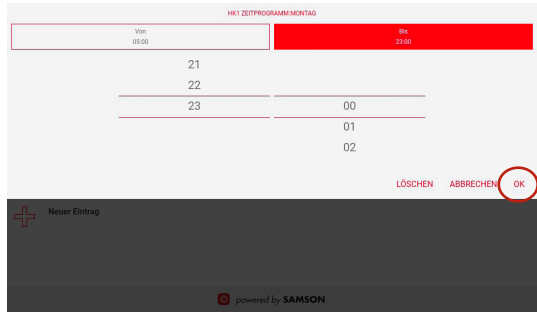 HK1 ZEITPROGRAMM:MONTAG
Von
05:00
Bis
23:00
21
22
23
00
01
02
LÖSCHEN ABBRECHEN OK
Neuer Eintrag
powered by SAMSON